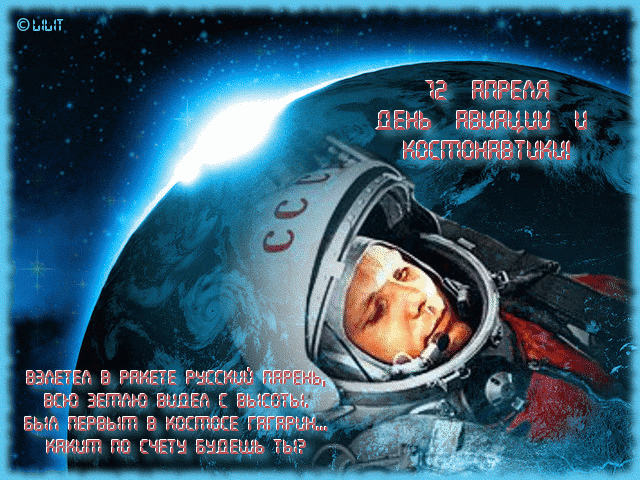 © LILIT
12 АПРЕЛЯ
ДЕНЬ АВИАЦИИ И
КОСМОНАВТИКИ!
СССР
ВЗЛЕТЕЛ В РАКЕТЕ РУССКИЙ ПАРЕНЬ,
ВСЮ ЗЕМЛЮ ВИДЕЛ С ВЫСОТЫ.
БЫЛ ПЕРВЫМ В КОСМОСЕ ГАГАРИН...
КАКИМ ПО СЧЕТУ БУДЕШЬ ТЫ?